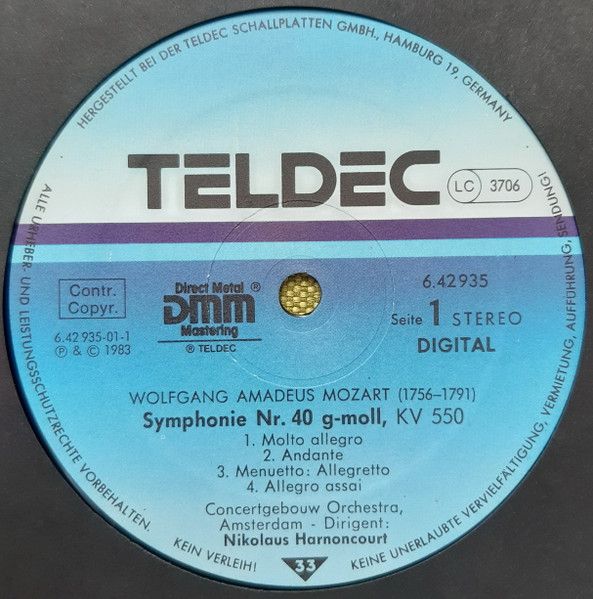 HERGESTELLT BEI DER TELDEC SCHALLPLATTEN GMBH., HAMBURG 19, GERMANY
TELDEC
LC 3706
Contr.
Copyr.
6.42 935-01-1
℗ & © 1983
Direct Metal ®
DMM
Mastering
® TELDEC
6.42935
Seite 1 STEREO
DIGITAL
WOLFGANG AMADEUS MOZART (1756–1791)
Symphonie Nr. 40 g-moll, KV 550
1. Molto allegro
2. Andante
3. Menuetto: Allegretto
4. Allegro assai
Concertgebouw Orchestra,
Amsterdam - Dirigent:
Nikolaus Harnoncourt
33
ALLE URHEBER- UND LEISTUNGSSCHUTZRECHTE VORBEHALTEN.
KEIN VERLEIH!
KEINE UNERLAUBTE VERVIELFÄLTIGUNG, VERMIETUNG, AUFFÜHRUNG, SENDUNG!